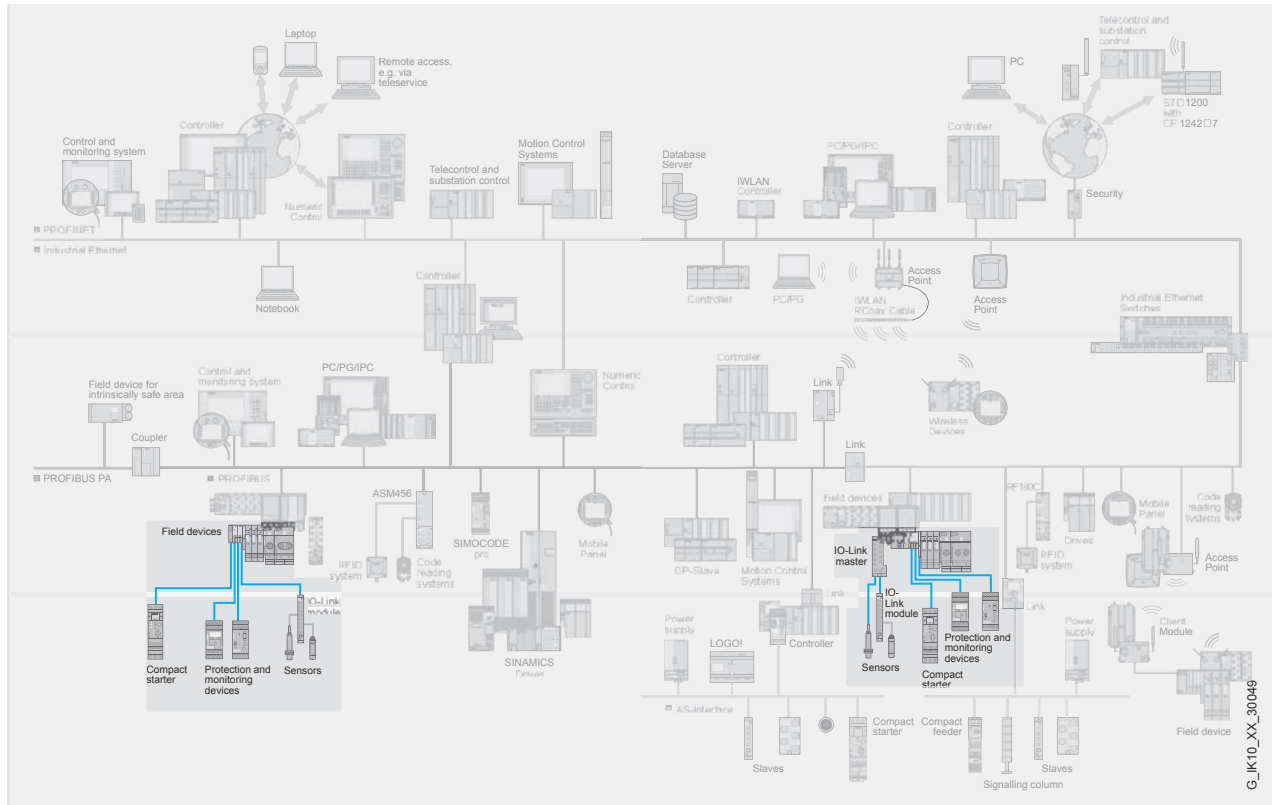 Laptop
Remote access,
e.g. via
teleservice
Telecontrol and
substation
control
PC
S7□1200
with
CP 1242□7
Control and
monitoring system
Controller
Numeric
Control
Telecontrol and
substation control
Motion Control
Systems
Database
Server
IWLAN
Controller
PC/PG/IPC
Controller
Security
PROFINET
Industrial Ethernet
Notebook
Controller
Controller
PC/PG
IWLAN
RCoax Cable
Access
Point
Access
Point
Industrial Ethernet
Switches
Field device for
intrinsically safe area
Control and
monitoring system
PC/PG/IPC
Numeric
Control
Controller
Link
Wireless
Devices
Coupler
Link
PROFIBUS PA
PROFIBUS
Field devices
ASM456
RFID
system
Code
reading
systems
SIMOCODE
pro
SINAMICS
Drives
Mobile
Panel
DP-Slave
Motion Control
Systems
Field devices
RF180C
RFID
system
Drives
Mobile
Panel
Code
reading
systems
Access
Point
IO-Link
module
Compact
starter
Protection and
monitoring
devices
Sensors
IO-Link
master
IO-
Link
module
Sensors
Compact
starter
Protection and
monitoring
devices
Link
Link
Power
supply
LOGO!
Controller
Power
supply
Client
Module
AS-Interface
Slaves
Compact
starter
Compact
feeder
Signalling column
Slaves
Field device
G_IK10_XX_30049